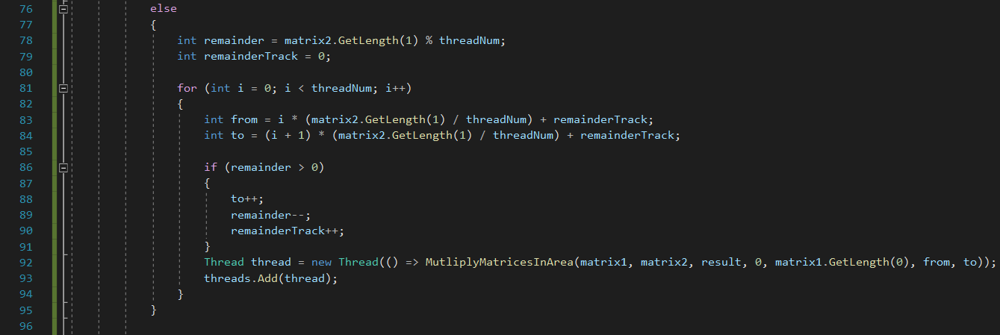 76 else
77 {
78 int remainder = matrix2.GetLength(1) % threadNum;
79 int remainderTrack = 0;
80
81 for (int i = 0; i < threadNum; i++)
82 {
83 int from = i * (matrix2.GetLength(1) / threadNum) + remainderTrack;
84 int to = (i + 1) * (matrix2.GetLength(1) / threadNum) + remainderTrack;
85
86 if (remainder > 0)
87 {
88 to++;
89 remainder--;
90 remainderTrack++;
91 }
92 Thread thread = new Thread(() => MutliplyMatricesInArea(matrix1, matrix2, result, 0, matrix1.GetLength(0), from, to));
93 threads.Add(thread);
94 }
95 }
96